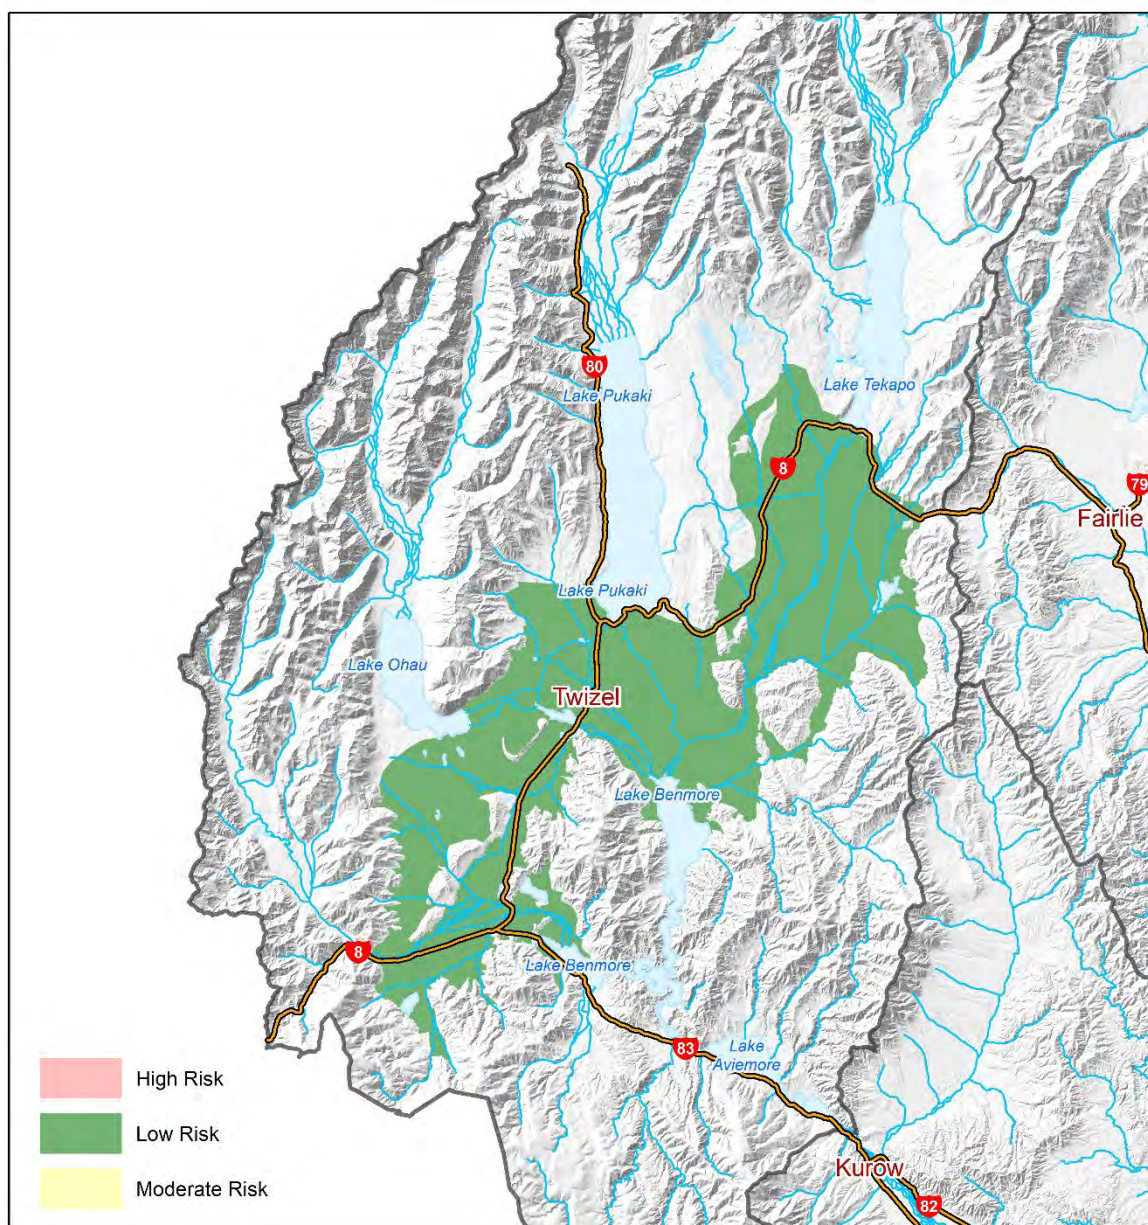 80
Lake Pukaki
Lake Tekapo
8
79
Fairlie
Lake Pukaki
Lake Ohau
Twizel
Lake Benmore
8
Lake Benmore
83
Lake
Aviemore
High Risk
Low Risk
Moderate Risk
Kurow
82